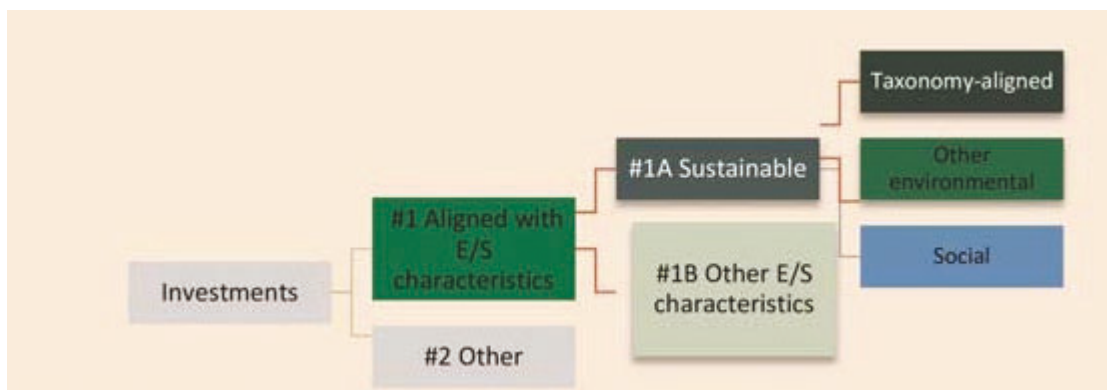 Investments
#1 Aligned with
E/S
characteristics
#2 Other
#1A Sustainable
#1B Other E/S
characteristics
Taxonomy-aligned
Other
environmental
Social